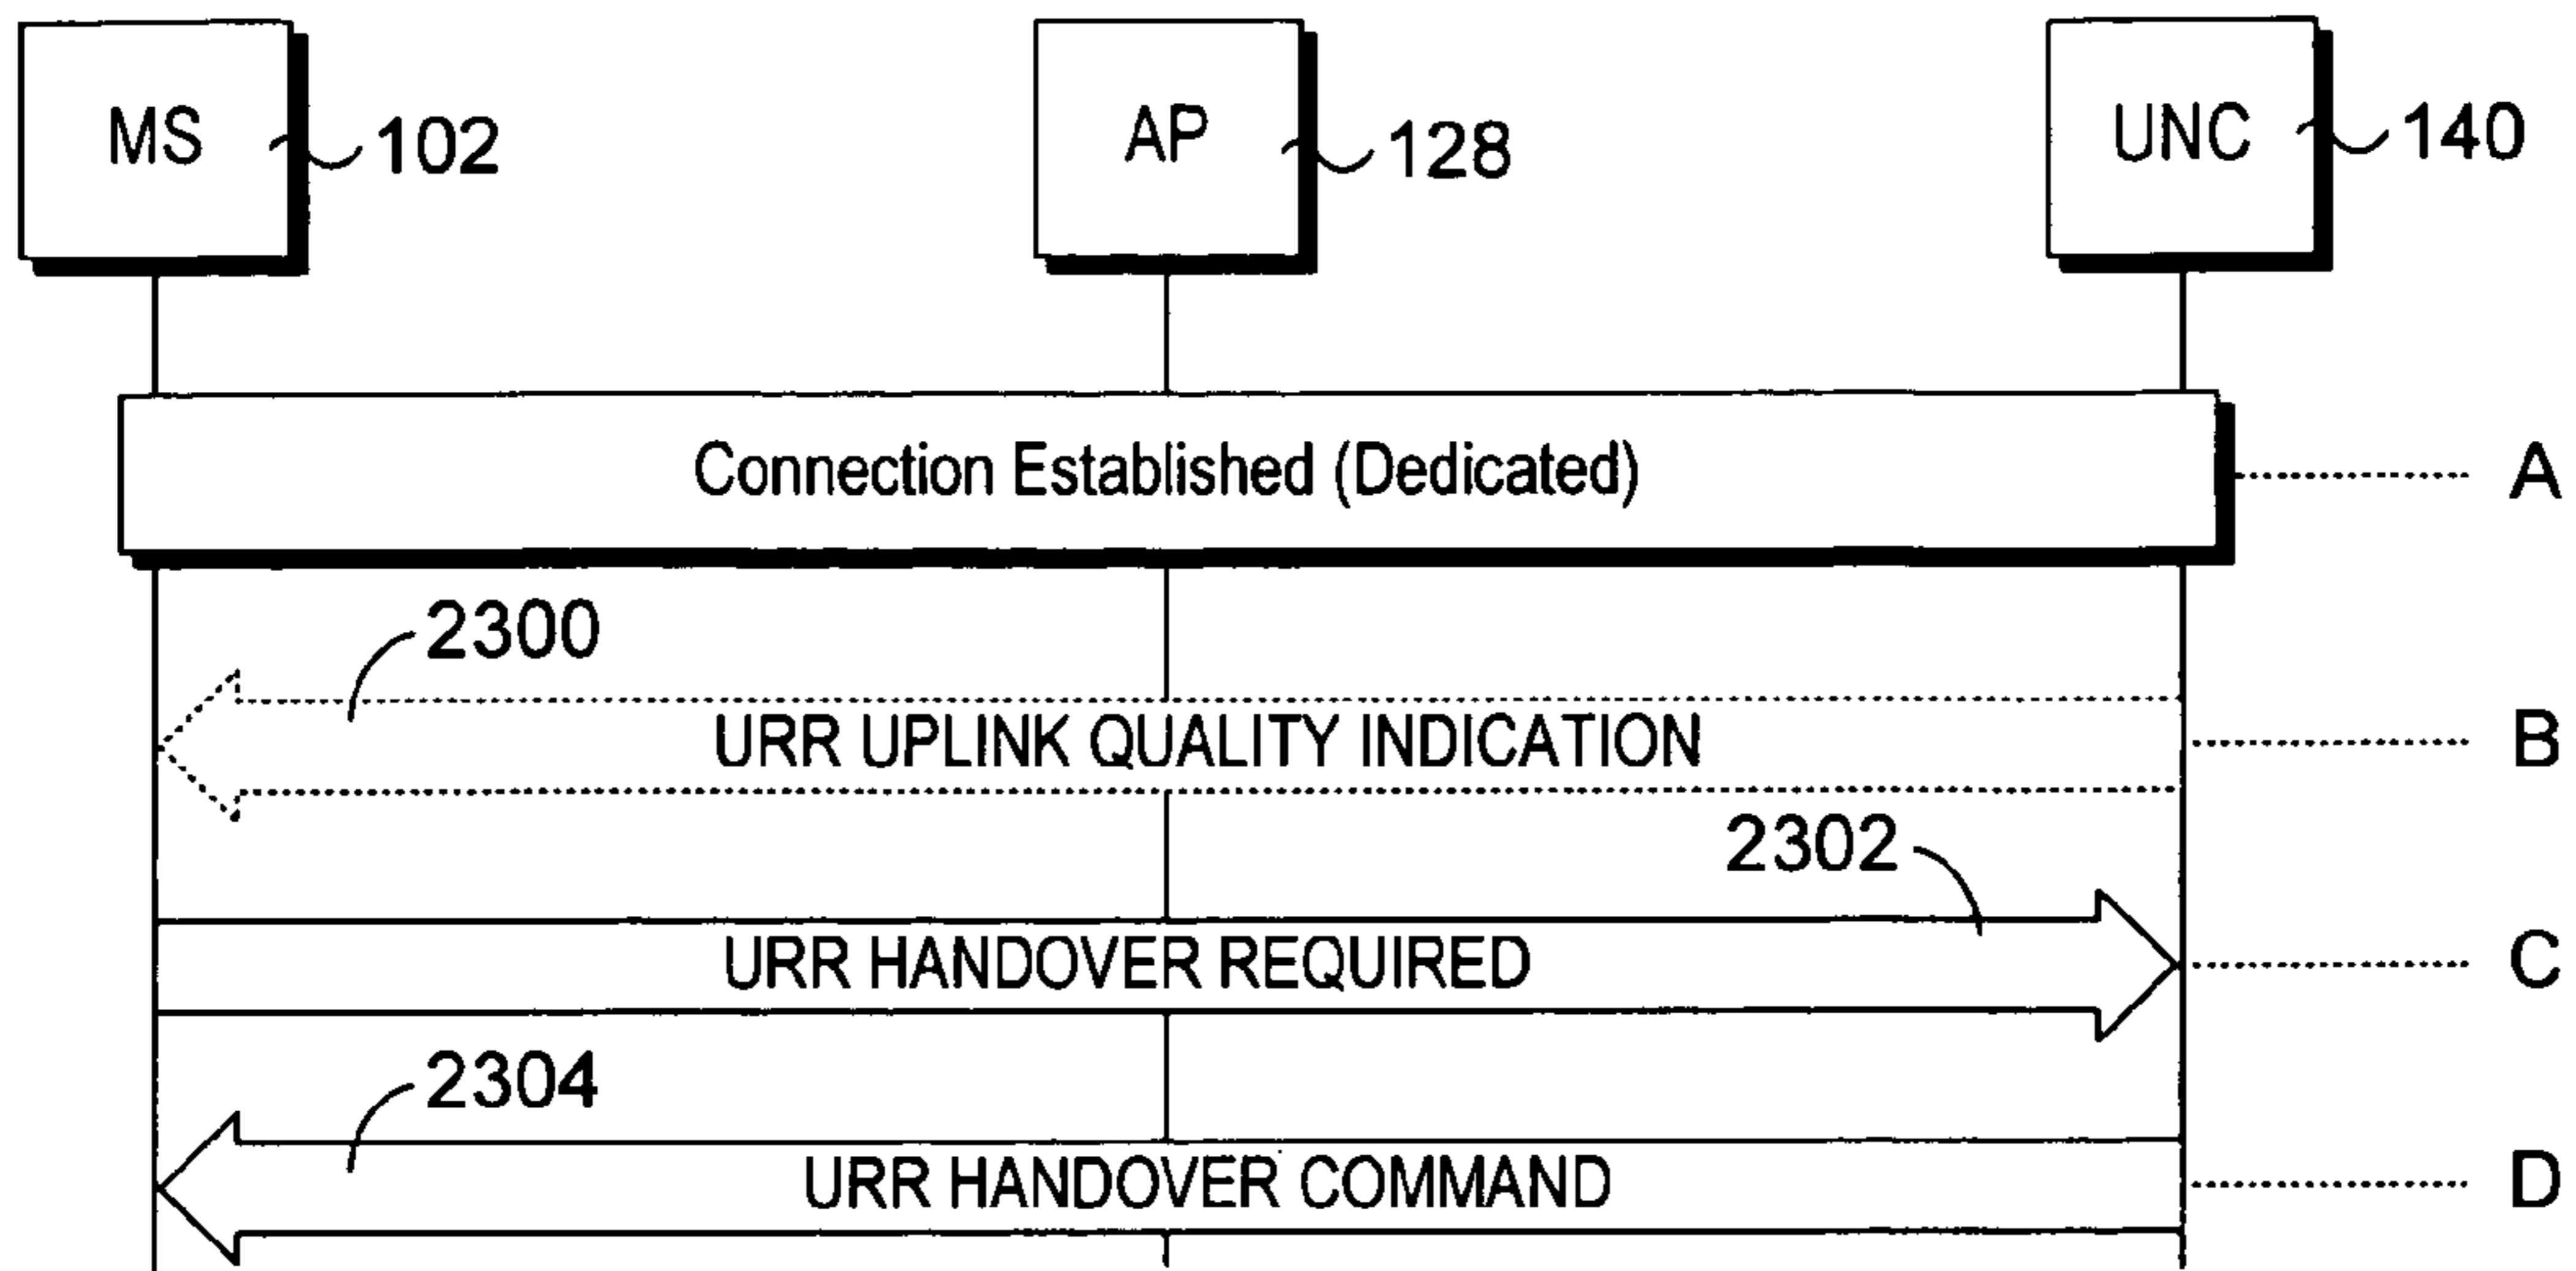 MS
102
AP
128
UNC
140
Connection Established (Dedicated)
A
2300
URR UPLINK QUALITY INDICATION
B
2302
URR HANDOVER REQUIRED
C
2304
URR HANDOVER COMMAND
D